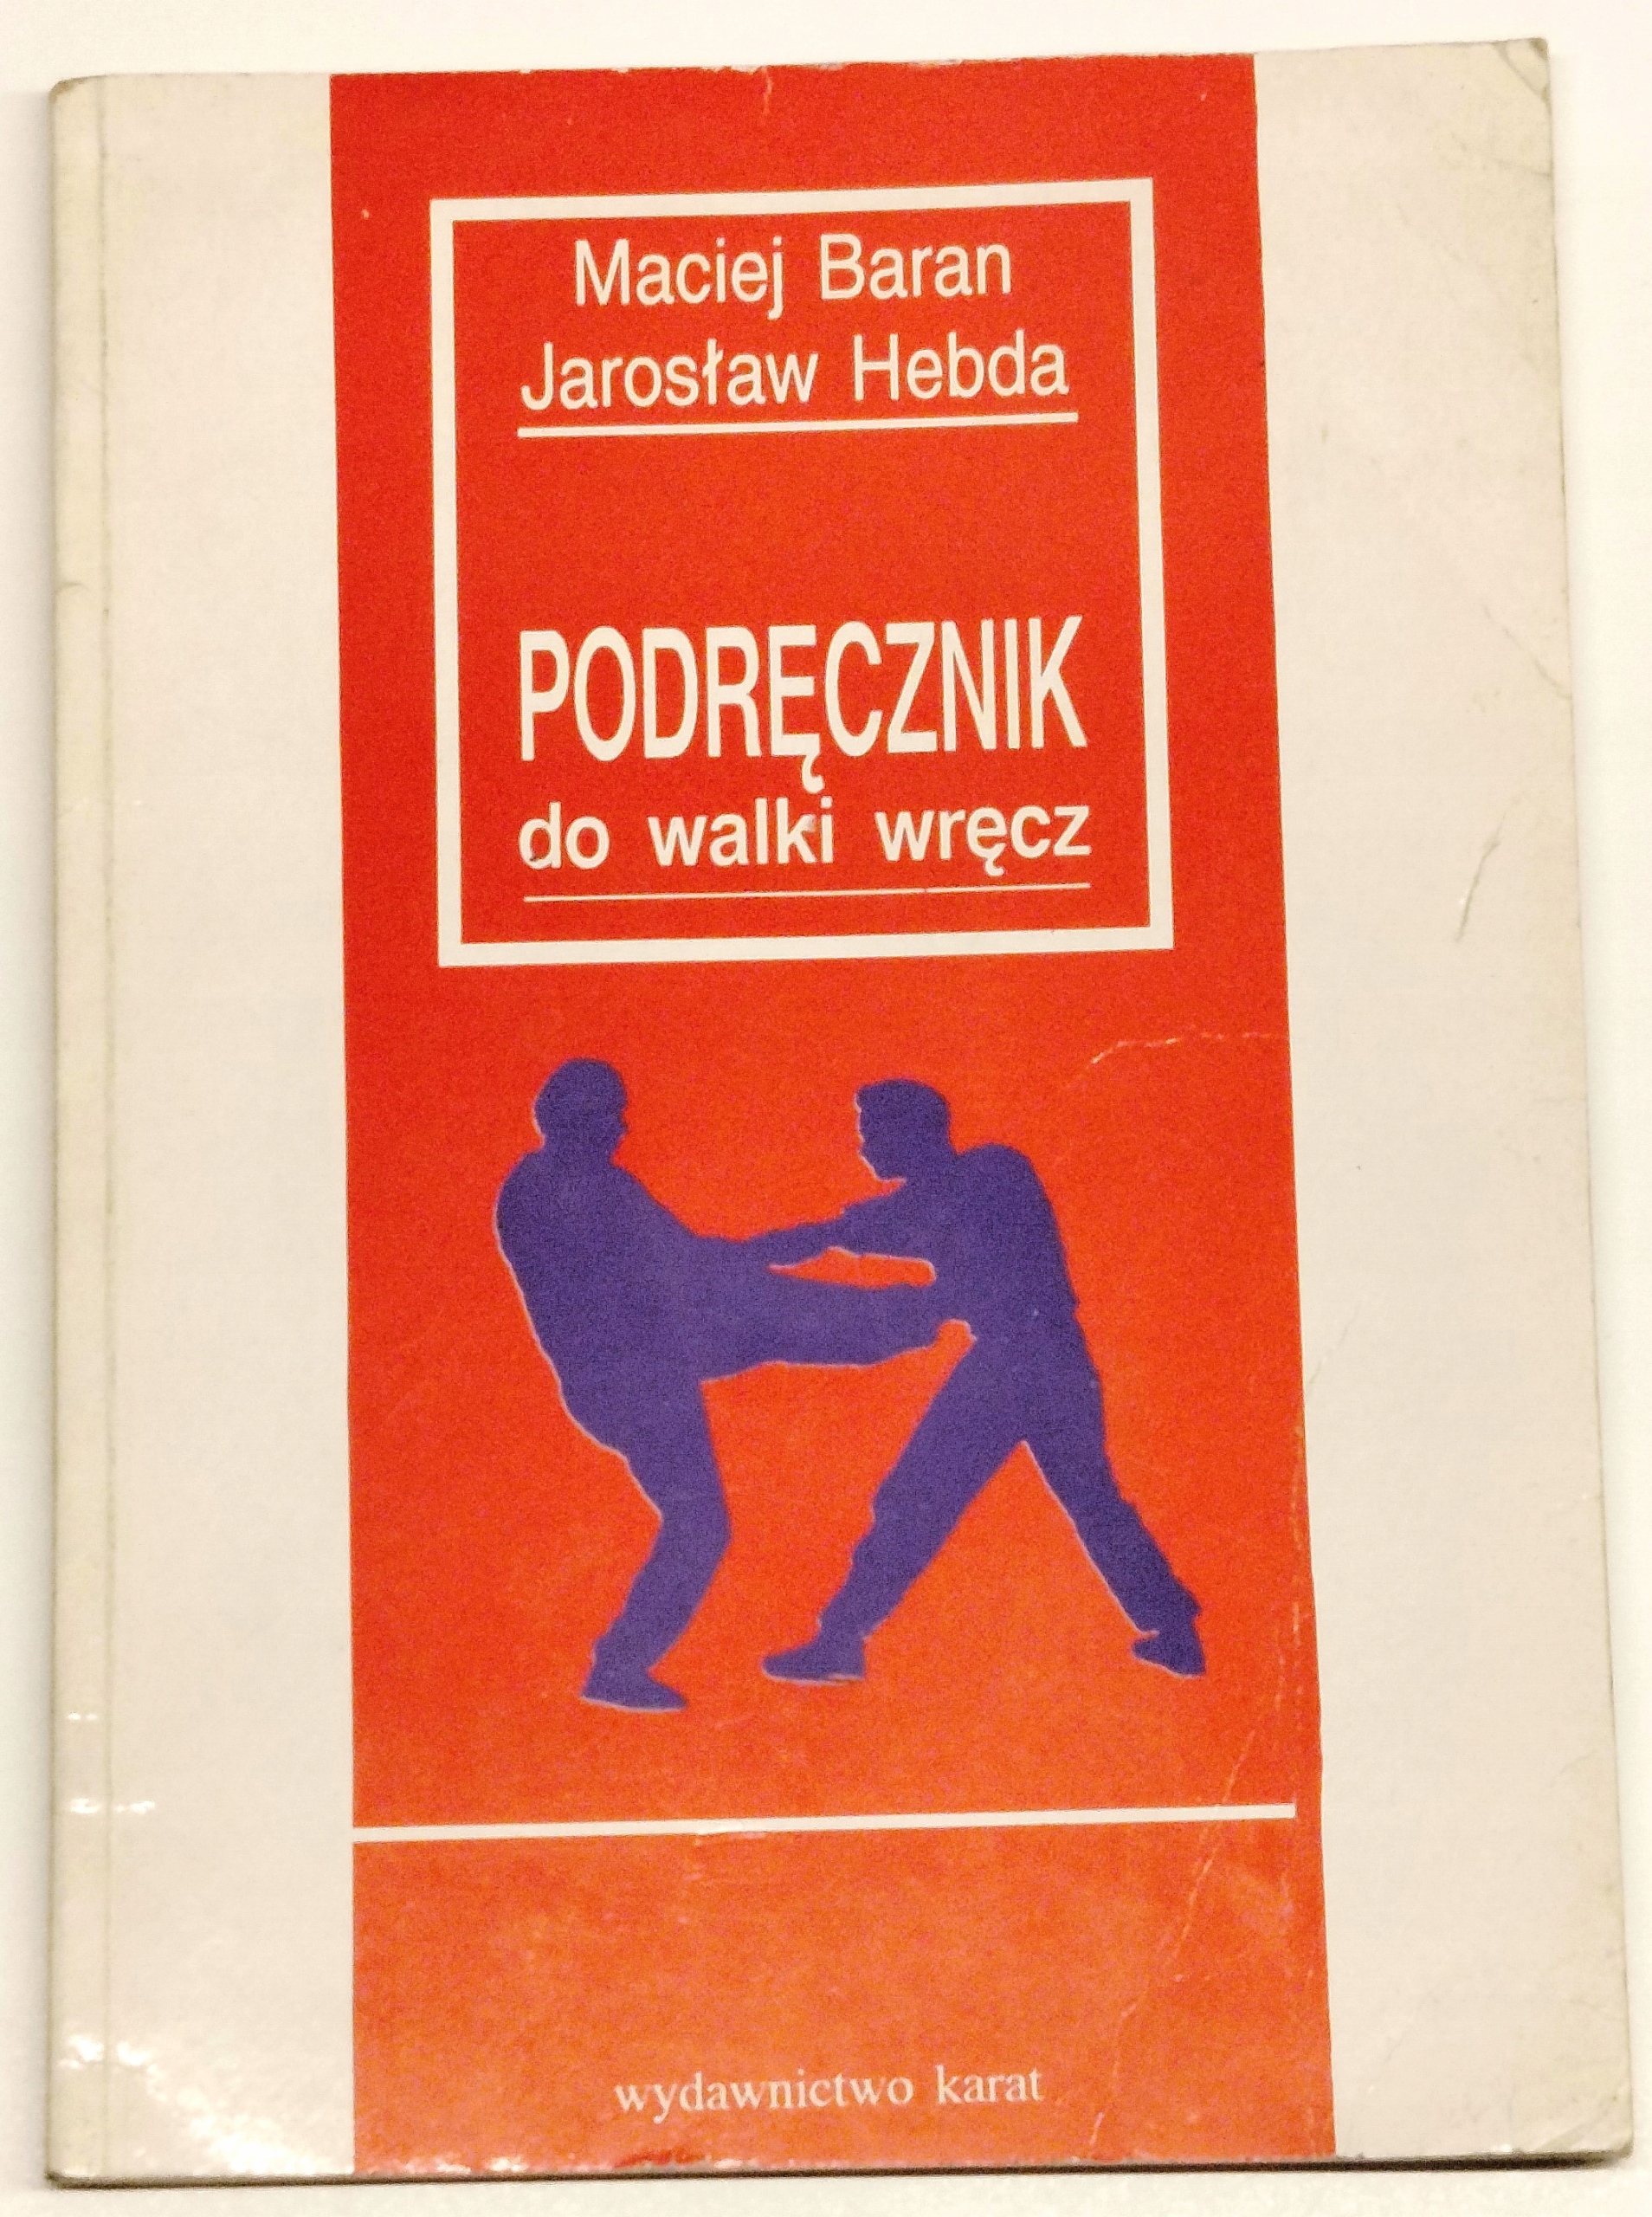 Maciej Baran
Jarosław Hebda
PODRĘCZNIK
do walki wręcz
wydawnictwo karat